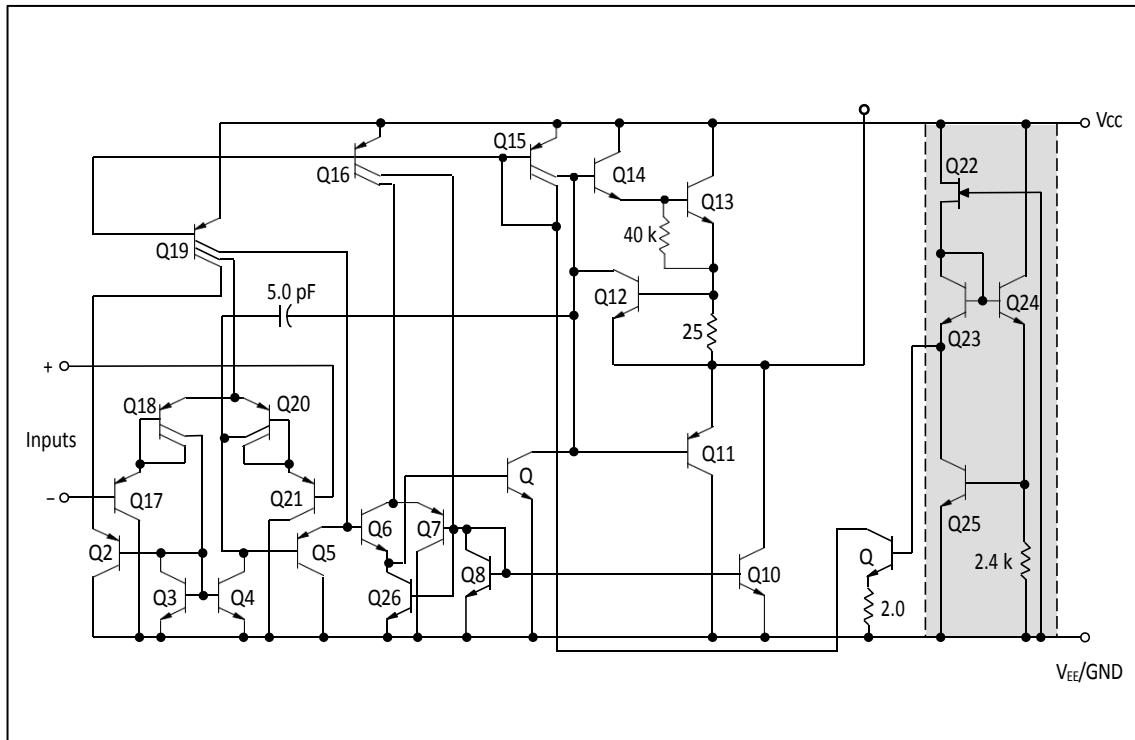 Vcc
Q15
Q22
Q14
Q16
Q13
40 k
Q19
Q12
Q24
5.0 pF
25
Q23
+
Q18
Q20
Inputs
Q11
Q
–
Q17
Q21
Q25
Q6
Q7
Q2
Q5
Q
Q8
2.4 k
Q10
Q3
Q4
Q26
2.0
VEE/GND